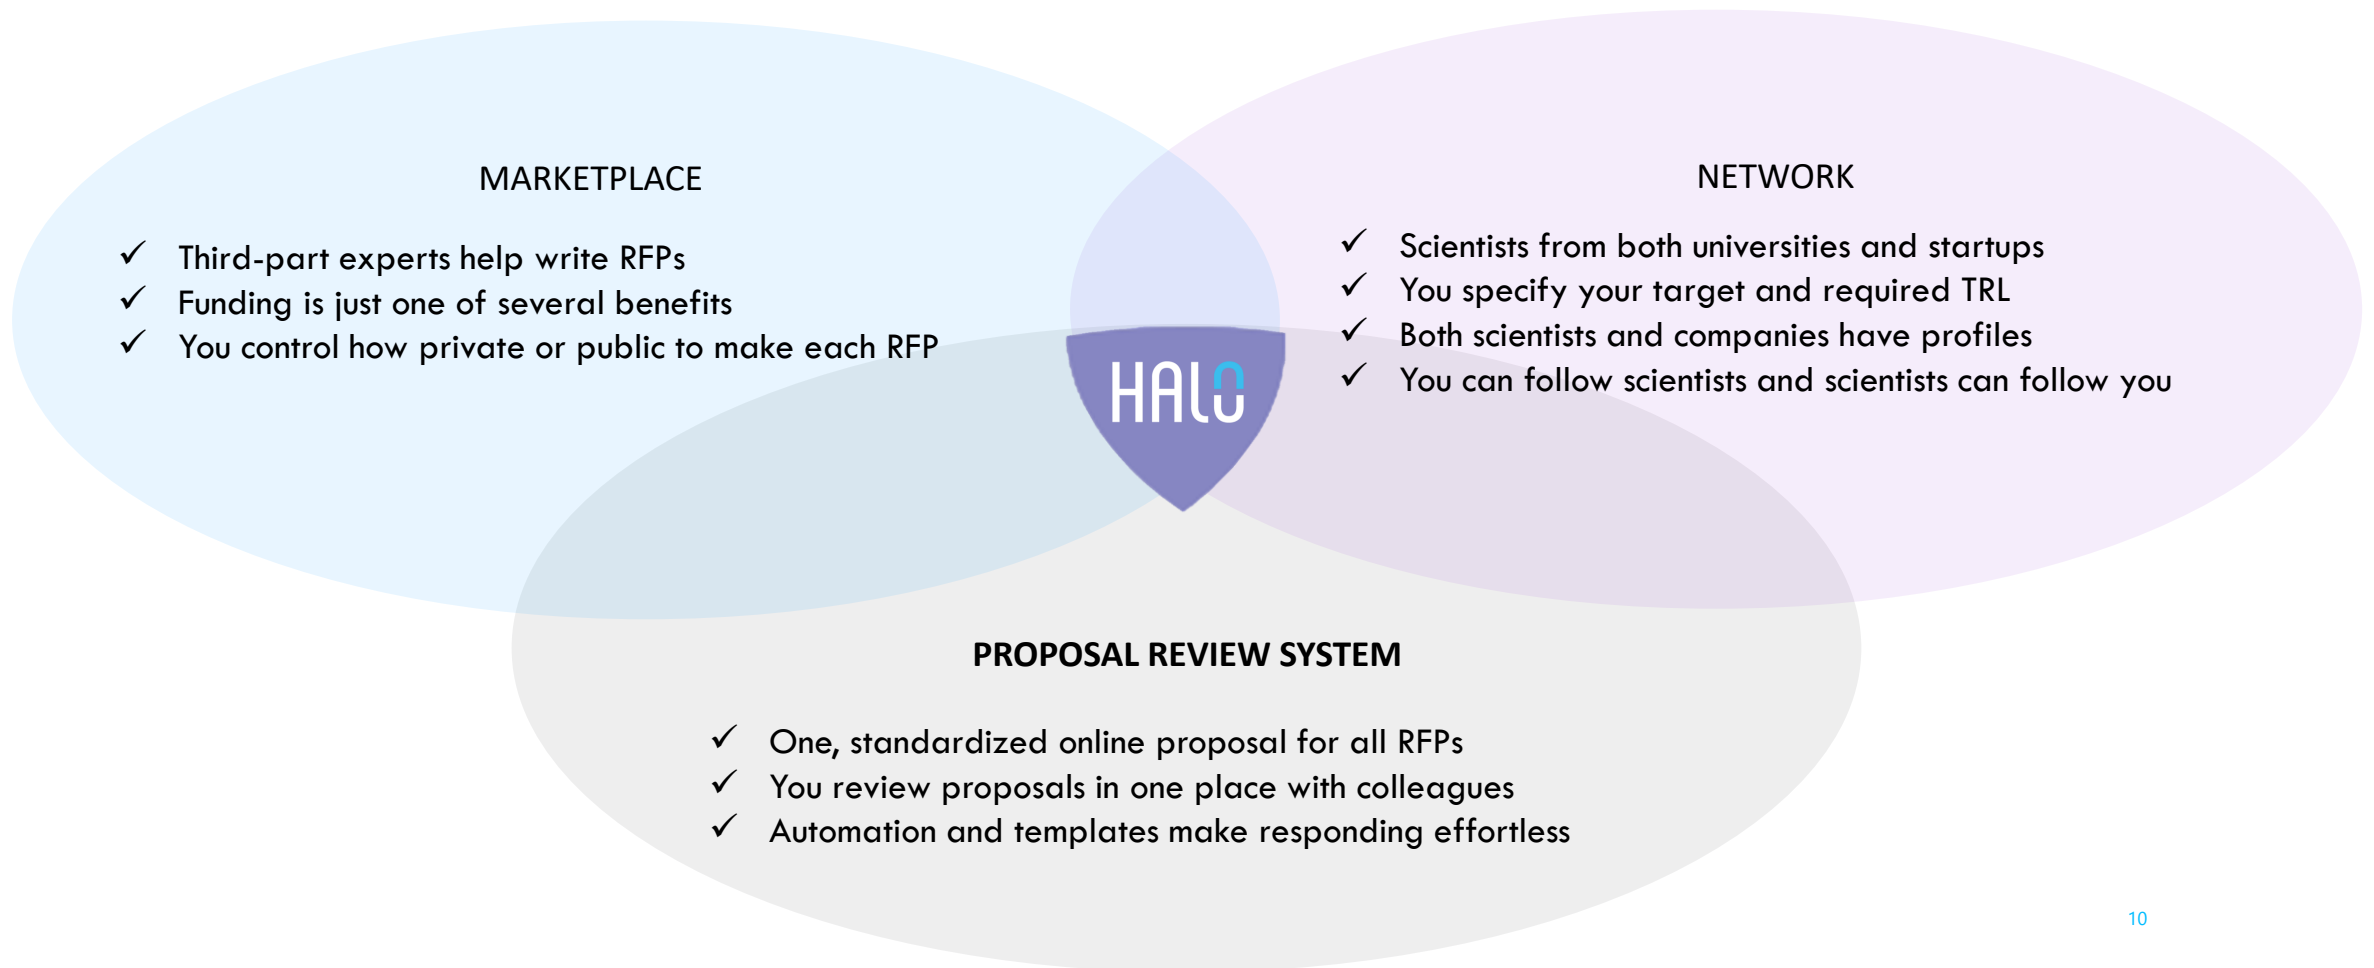 MARKETPLACE
✓ Third-part experts help write RFPs
✓ Funding is just one of several benefits
✓ You control how private or public to make each RFP
NETWORK
✓ Scientists from both universities and startups
✓ You specify your target and required TRL
✓ Both scientists and companies have profiles
✓ You can follow scientists and scientists can follow you
HALO
PROPOSAL REVIEW SYSTEM
✓ One, standardized online proposal for all RFPs
✓ You review proposals in one place with colleagues
✓ Automation and templates make responding effortless
10